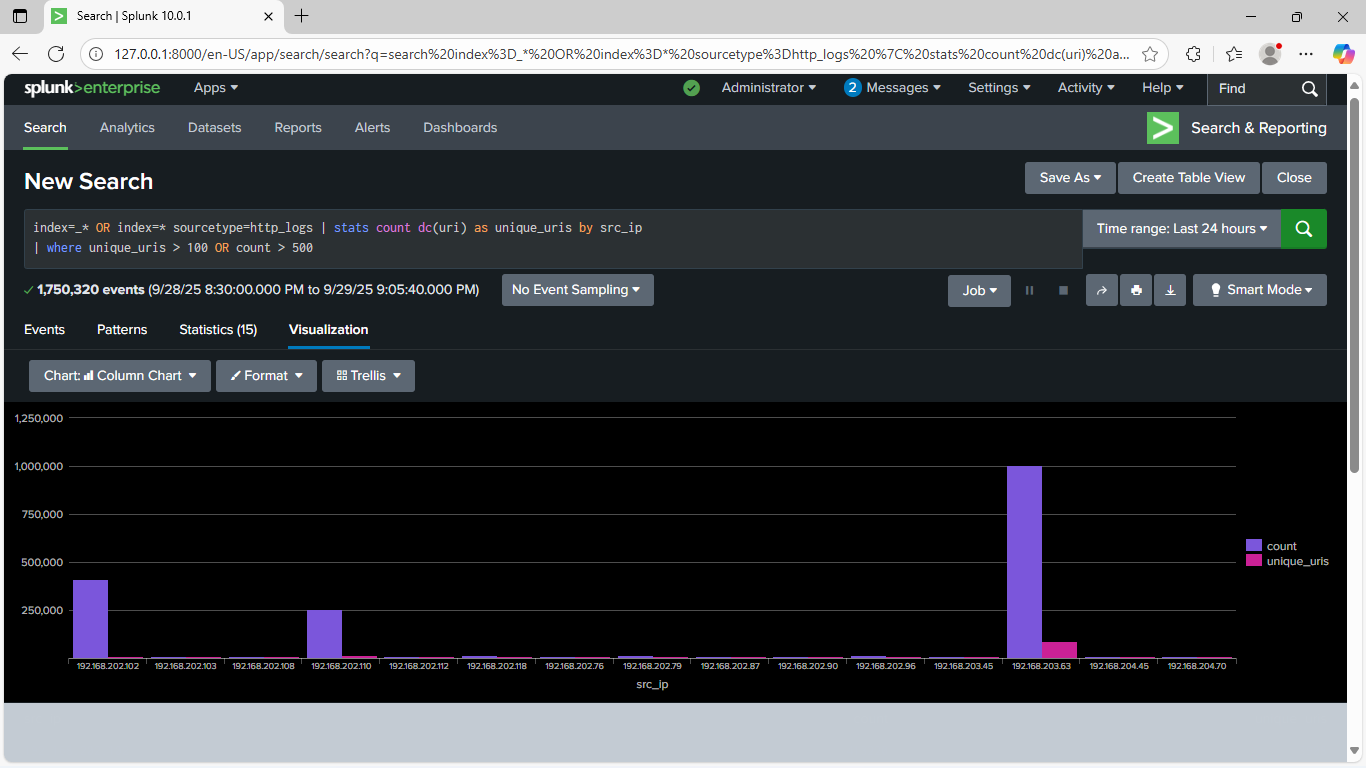 Search | Splunk 10.0.1
127.0.0.1:8000/en-US/app/search/search?q=search%20index%3D_*%20OR%20index%3D*%20sourcetype%3Dhttp_logs%20%7C%20stats%20count%20dc(uri)%20a...
splunk>enterprise Apps Administrator 2 Messages Settings Activity Help Find
Search Analytics Datasets Reports Alerts Dashboards Search & Reporting
New Search Save As Create Table View Close
index=_* OR index=* sourcetype=http_logs | stats count dc(uri) as unique_uris by src_ip
| where unique_uris > 100 OR count > 500
Time range: Last 24 hours
1,750,320 events (9/28/25 8:30:00.000 PM to 9/29/25 9:05:40.000 PM) No Event Sampling Job Smart Mode
Events Patterns Statistics (15) Visualization
Chart: Column Chart Format Trellis
1,250,000
1,000,000
750,000
500,000
250,000
count
unique_uris
192.168.202.102 192.168.202.103 192.168.202.108 192.168.202.110 192.168.202.112 192.168.202.118 192.168.202.76 192.168.202.79 192.168.202.87 192.168.202.90 192.168.202.96 192.168.203.45 192.168.203.63 192.168.204.45 192.168.204.70
src_ip